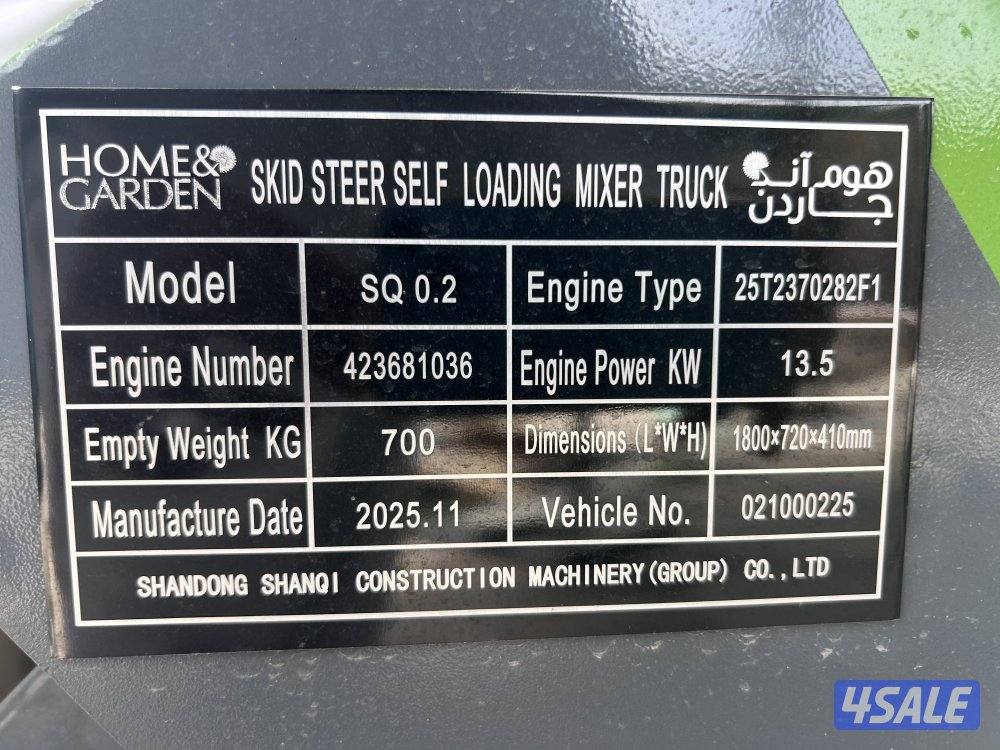 HOME&
GARDEN
SKID STEER SELF LOADING MIXER TRUCK
هوم آند
جاردن
Model SQ 0.2 Engine Type 25T2370282F1
Engine Number 423681036 Engine Power KW 13.5
Empty Weight KG 700 Dimensions (L*W*H) 1800×720×410mm
Manufacture Date 2025.11 Vehicle No. 021000225
SHANDONG SHANQI CONSTRUCTION MACHINERY(GROUP) CO.,LTD
4SALE